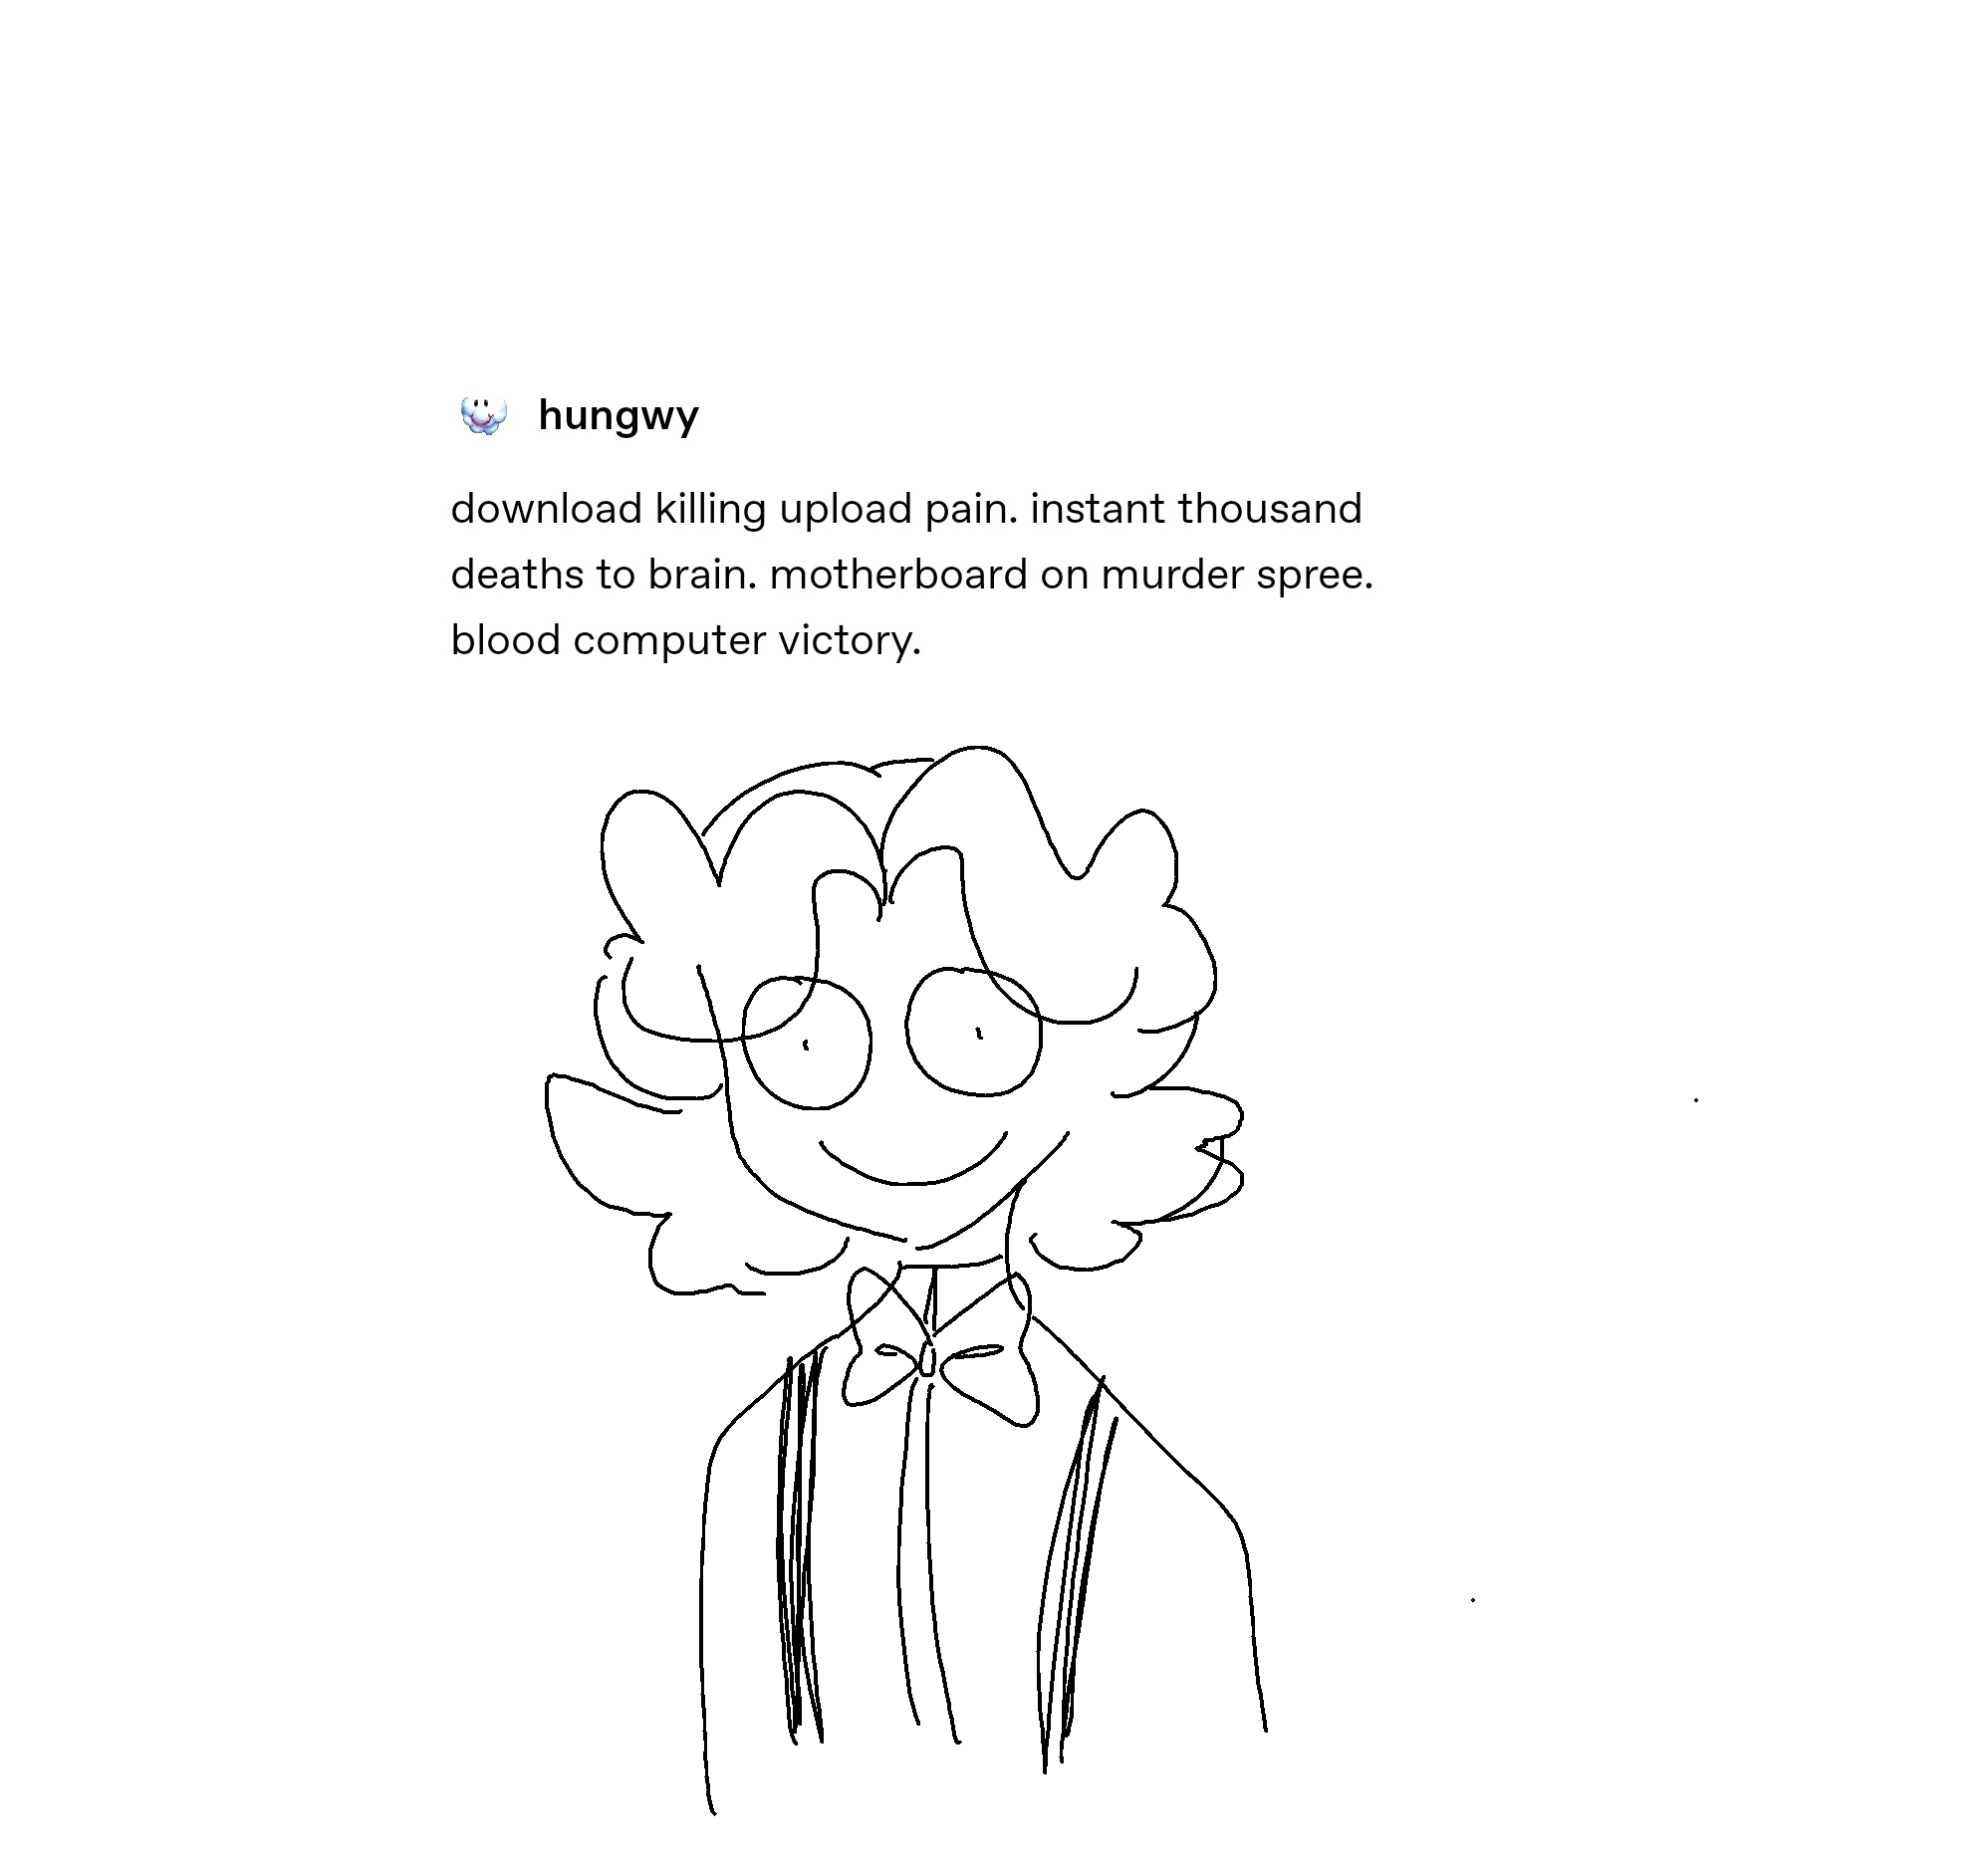 hungwy
download killing upload pain. instant thousand
deaths to brain. motherboard on murder spree.
blood computer victory.